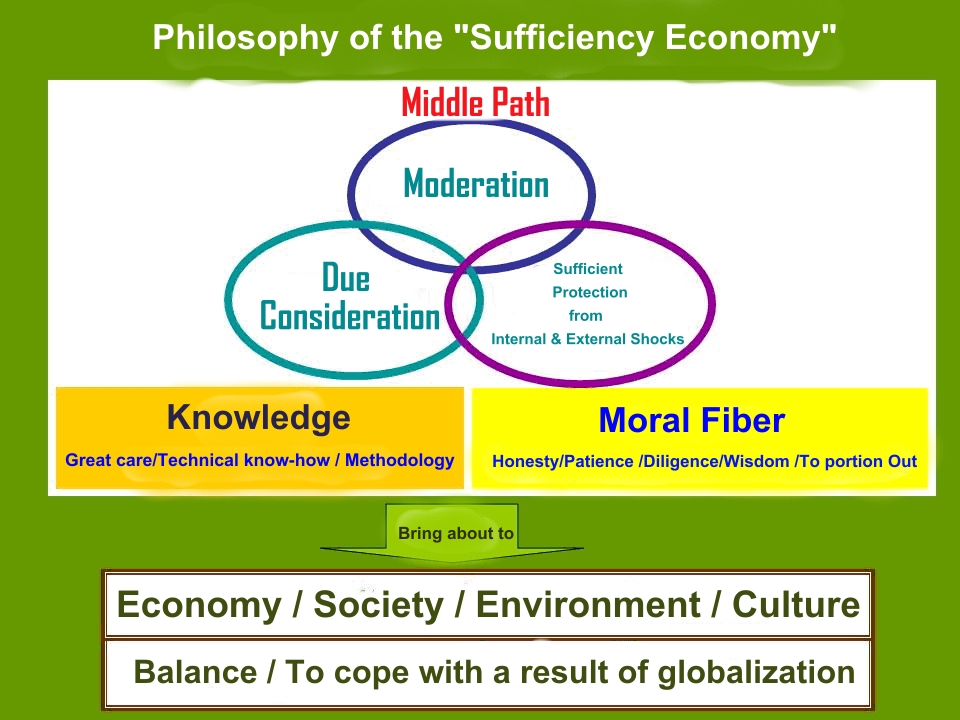 Philosophy of the "Sufficiency Economy"
Middle Path
Moderation
Due
Consideration
Sufficient
Protection
from
Internal & External Shocks
Knowledge
Great care/Technical know-how / Methodology
Moral Fiber
Honesty/Patience /Diligence/Wisdom /To portion Out
Bring about to
Economy / Society / Environment / Culture
Balance / To cope with a result of globalization